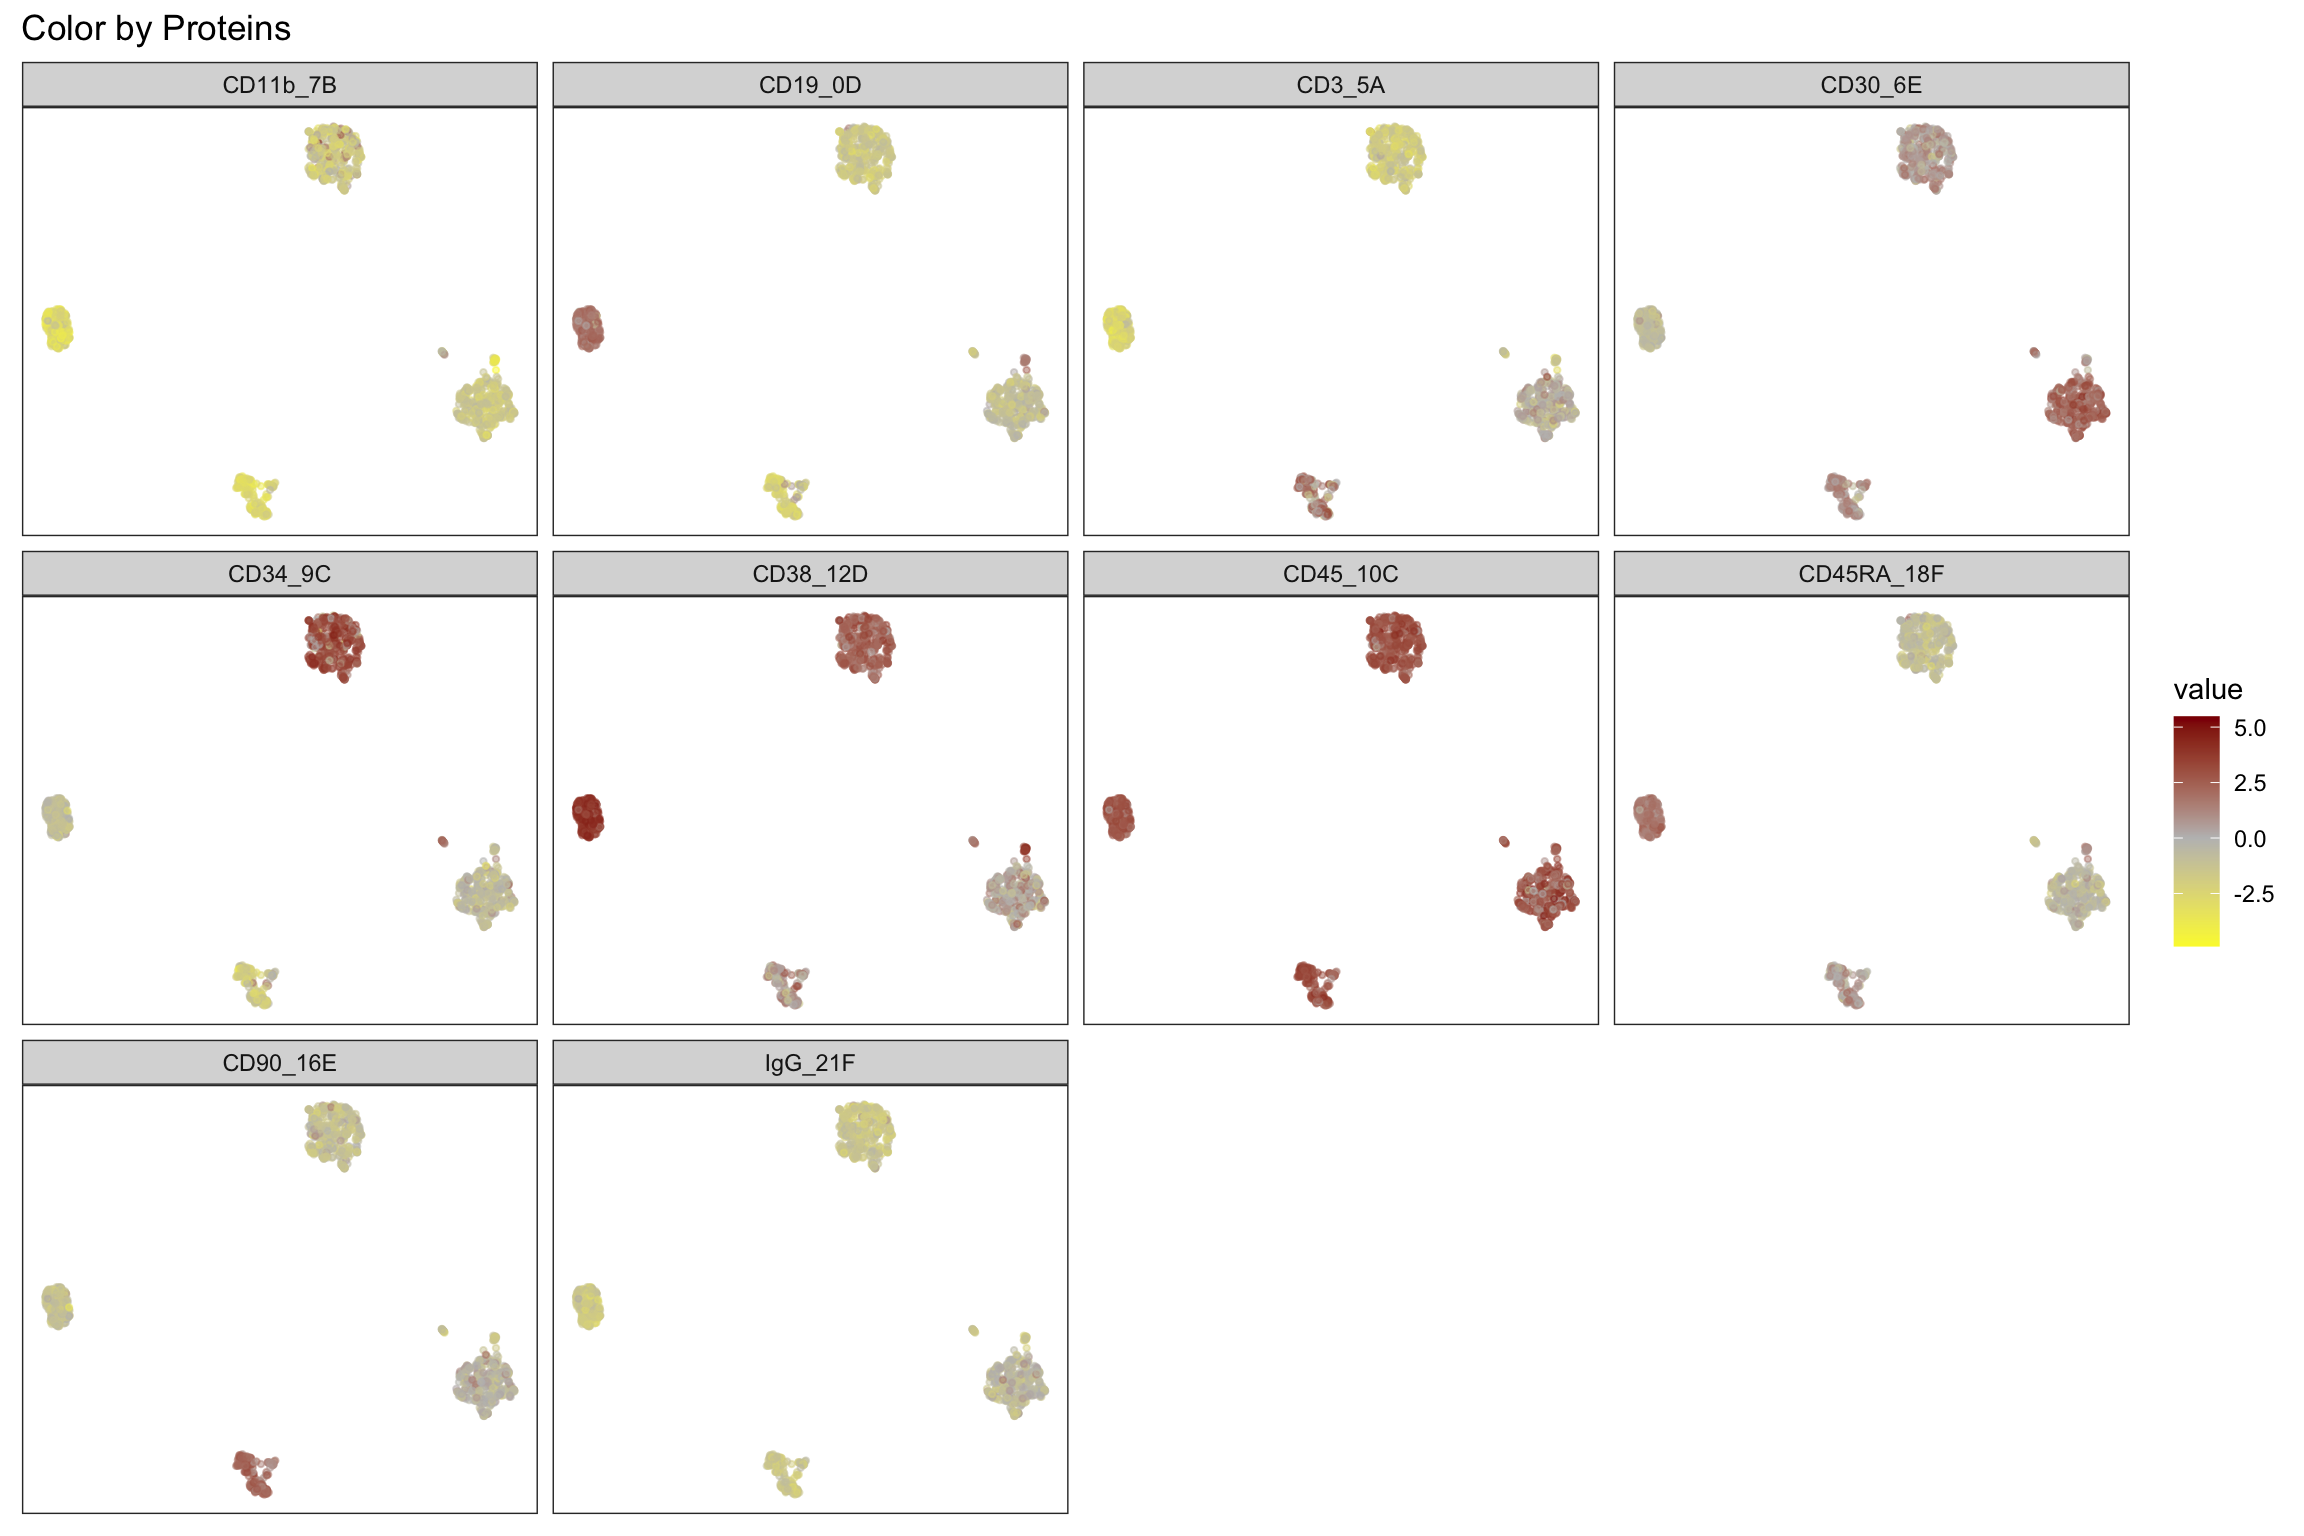 Color by Proteins
CD11b_7B
CD19_0D
CD3_5A
CD30_6E
CD34_9C
CD38_12D
CD45_10C
CD45RA_18F
CD90_16E
IgG_21F
value
5.0
2.5
0.0
-2.5